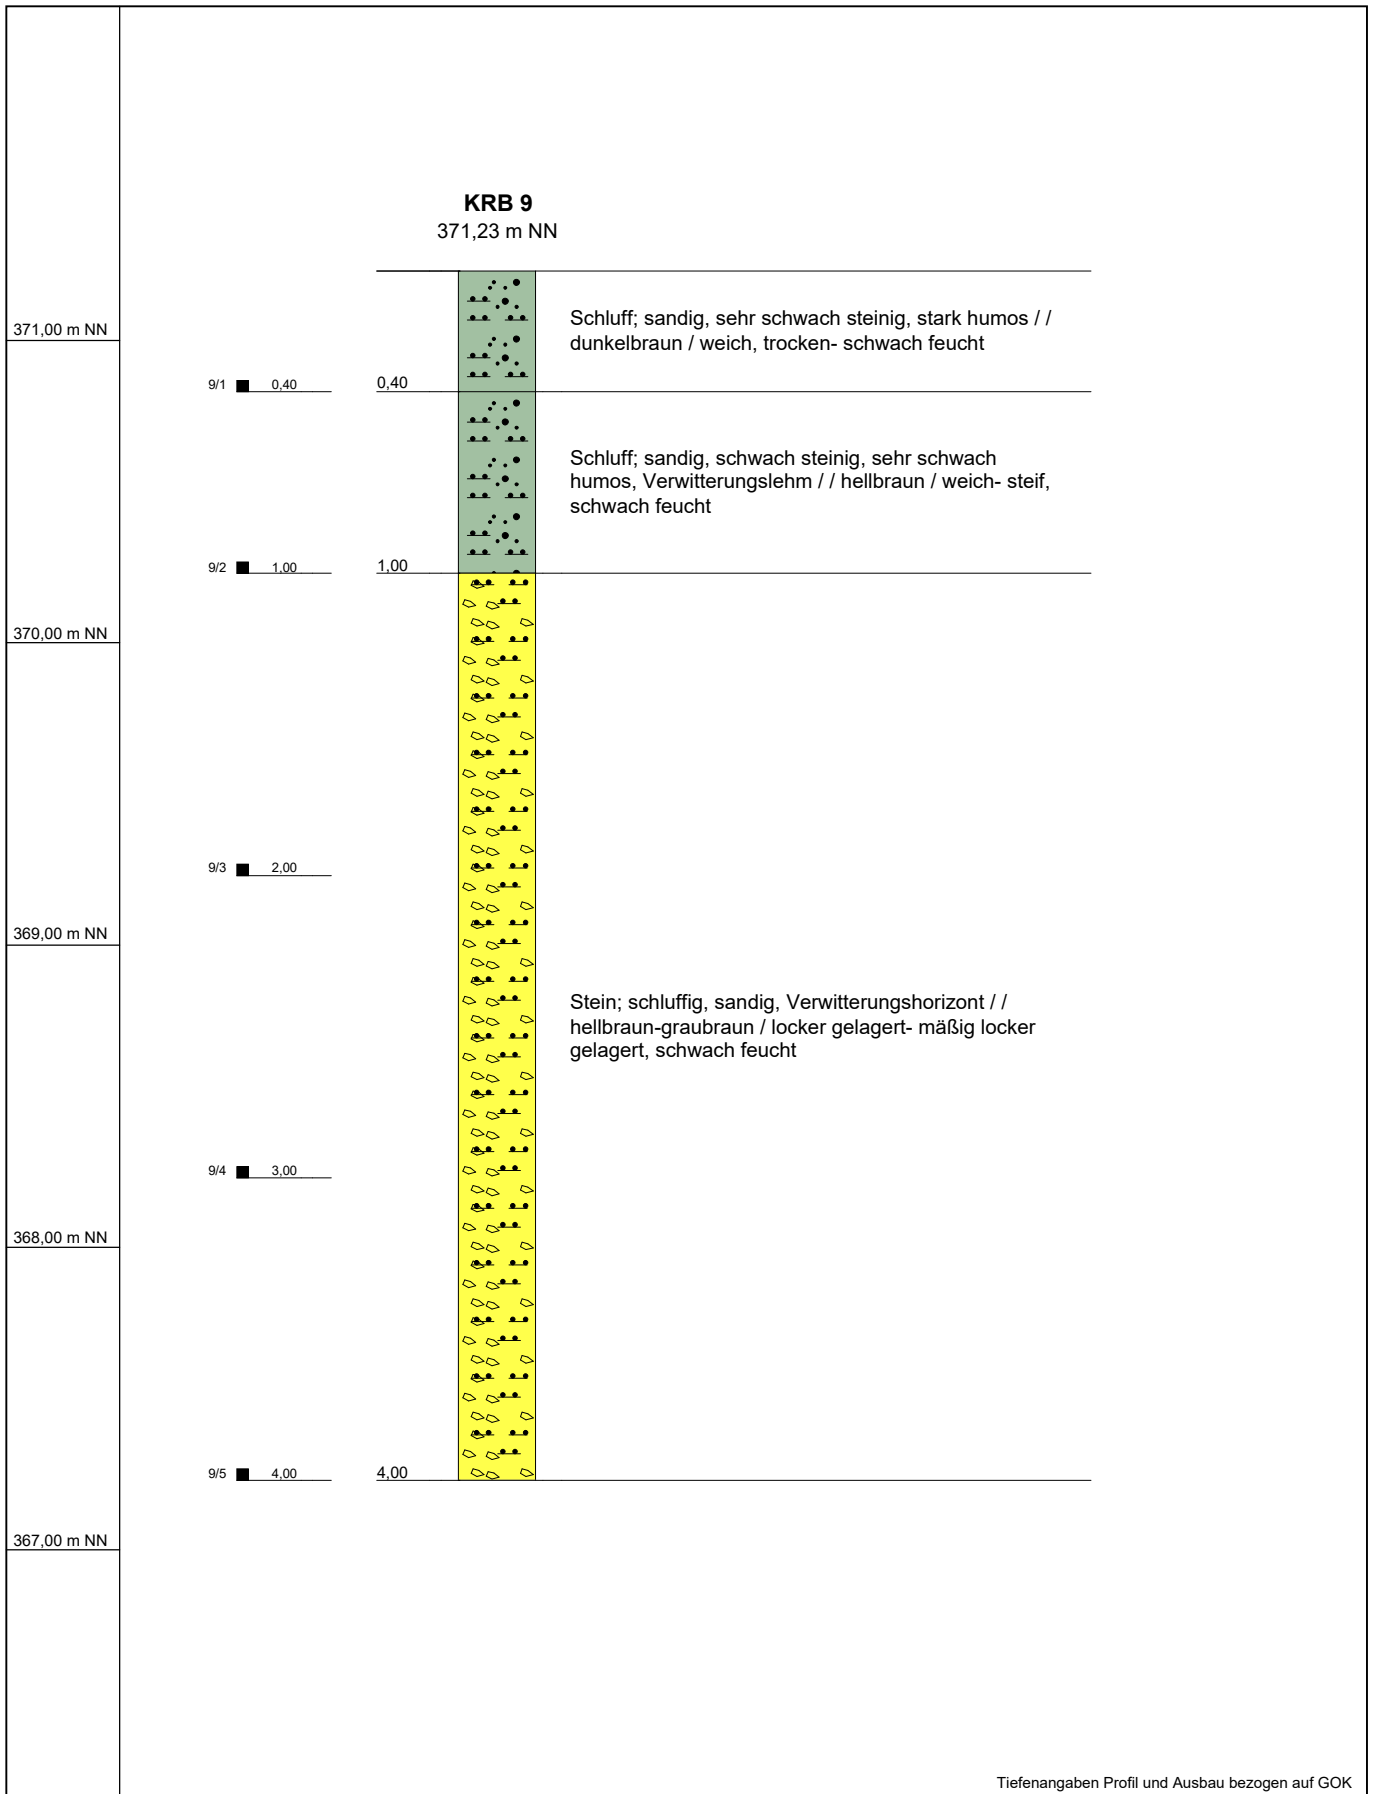 KRB 9
371,23 m NN
Schluff; sandig, sehr schwach steinig, stark humos / /
dunkelbraun / weich, trocken- schwach feucht
371,00 m NN
9/1 0,40 0,40
Schluff; sandig, schwach steinig, sehr schwach
humos, Verwitterungslehm / / hellbraun / weich- steif,
schwach feucht
9/2 1,00 1,00
370,00 m NN
9/3 2,00
369,00 m NN
Stein; schluffig, sandig, Verwitterungshorizont / /
hellbraun-graubraun / locker gelagert- mäßig locker
gelagert, schwach feucht
9/4 3,00
368,00 m NN
9/5 4,00 4,00
367,00 m NN
Tiefenangaben Profil und Ausbau bezogen auf GOK